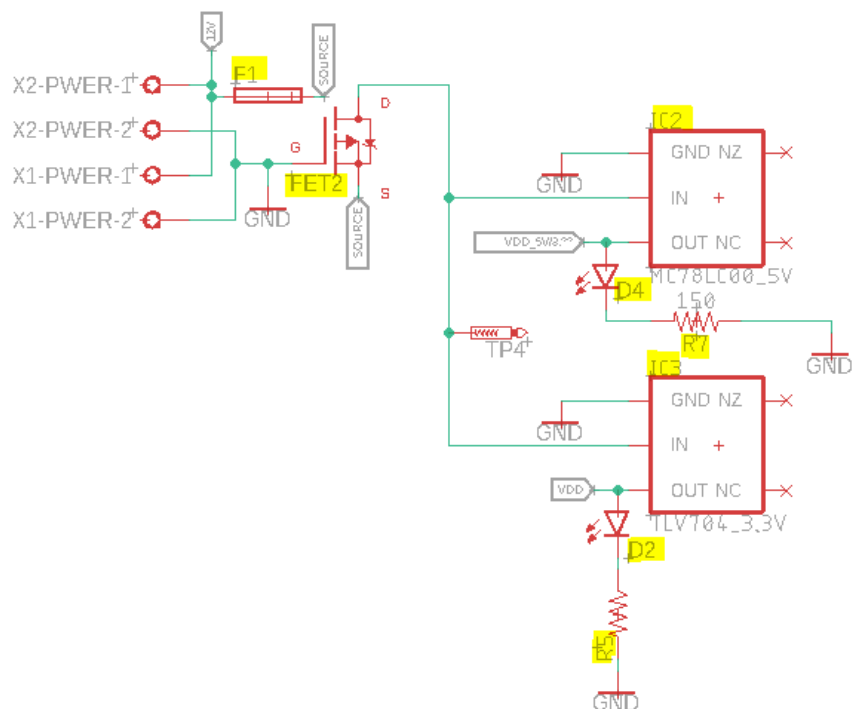 12V
SOURCE
F1
X2-PWER-1
X2-PWER-2
X1-PWER-1
X1-PWER-2
GND
G
D
S
FET2
SOURCE
IC2
GND NZ
IN
OUT NC
MC78LC00_5V
GND
D4
150
R7
GND
TP4
IC3
GND NZ
IN
OUT NC
TLV704_3.3V
GND
VDD
D2
R5
GND